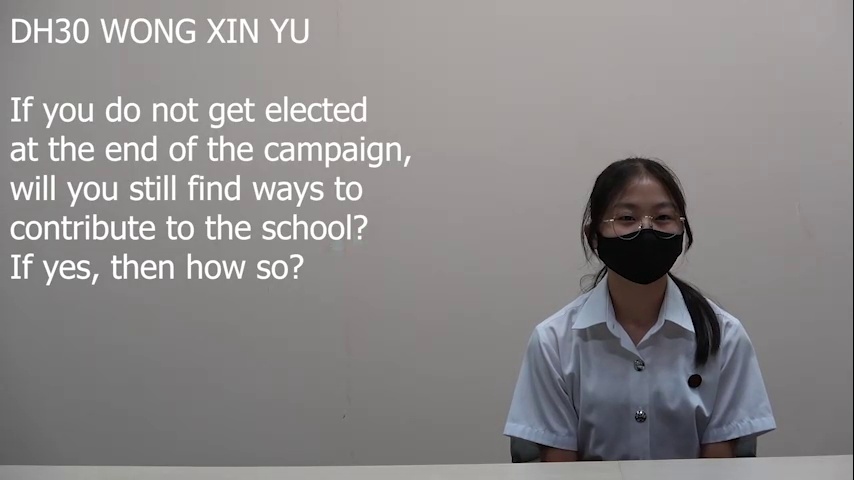 DH30 WONG XIN YU
If you do not get elected
at the end of the campaign,
will you still find ways to
contribute to the school?
If yes, then how so?